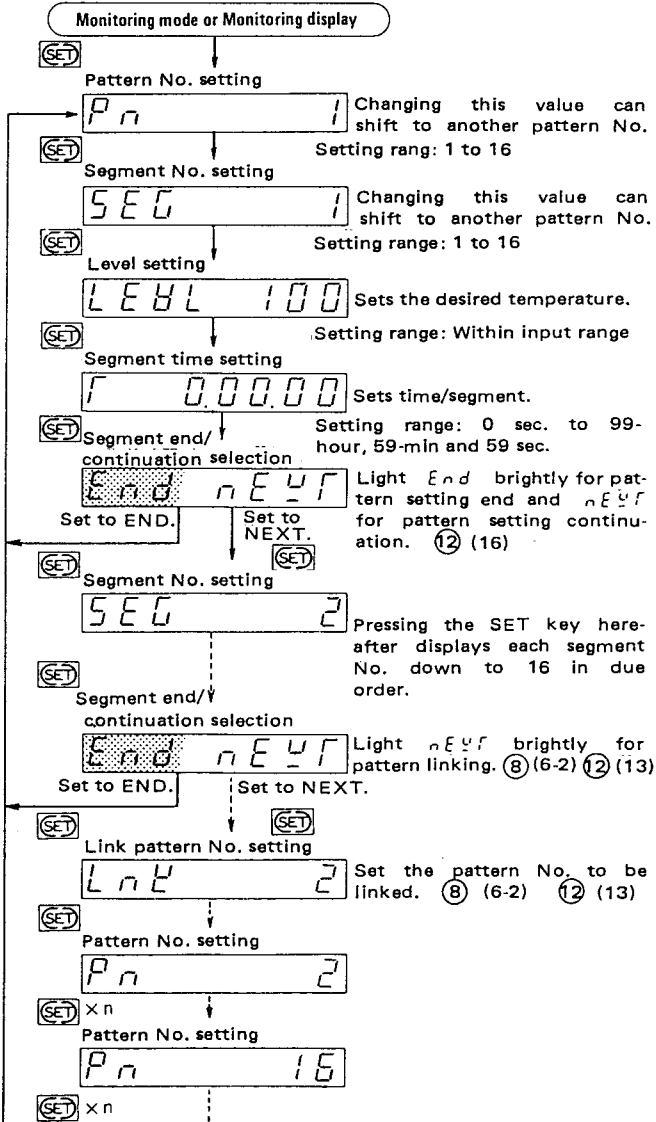 Monitoring mode or Monitoring display
SET
Pattern No. setting
Pn 1
Changing this value can
shift to another pattern No.
SET
Setting rang: 1 to 16
Segment No. setting
SEG 1
Changing this value can
shift to another pattern No.
SET
Setting range: 1 to 16
Level setting
LEVL 100
Sets the desired temperature.
SET
Setting range: Within input range
Segment time setting
T 0.00.00
Sets time/segment.
SET
Setting range: 0 sec. to 99-
hour, 59-min and 59 sec.
Segment end/
continuation selection
End nEXT
Light End brightly for pat-
tern setting end and nEXT
for pattern setting continu-
ation. ⑫ (16)
Set to END.
Set to
NEXT.
SET
SET
Segment No. setting
SEG 2
Pressing the SET key here-
after displays each segment
No. down to 16 in due
order.
SET
Segment end/
continuation selection
End nEXT
Light nEXT brightly for
pattern linking. ⑧ (6-2) ⑫ (13)
Set to END.
Set to NEXT.
SET
SET
Link pattern No. setting
LnK 2
Set the pattern No. to be
linked. ⑧ (6-2) ⑫ (13)
SET
Pattern No. setting
Pn 2
SET ×n
Pattern No. setting
Pn 16
SET ×n